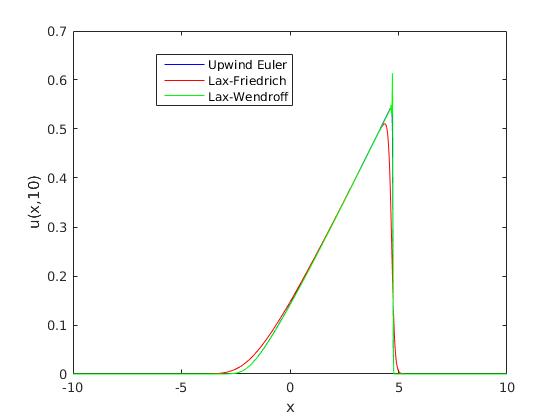 0.7
0.6
0.5
0.4
0.3
0.2
0.1
0
u(x,10)
Upwind Euler
Lax-Friedrich
Lax-Wendroff
-10 -5 0 5 10
x